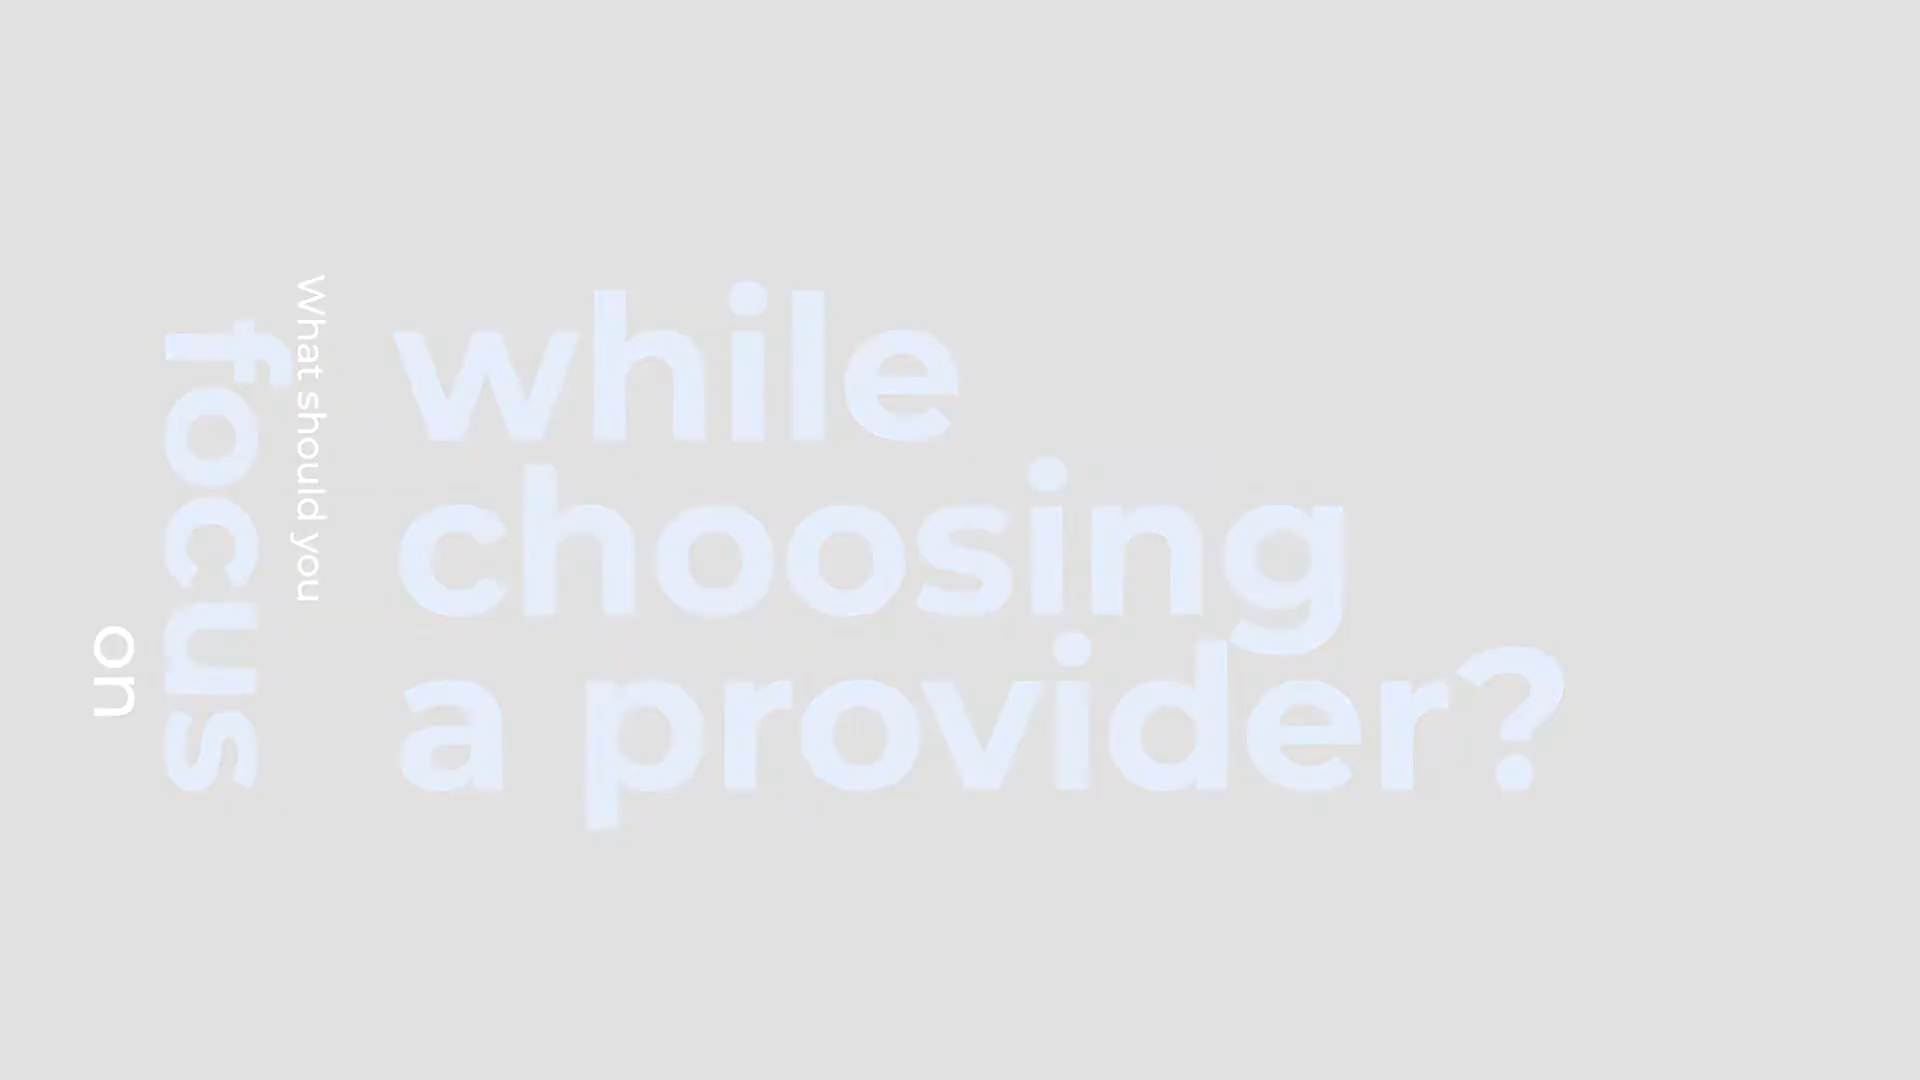 What should you
focus
on
while
choosing
a provider?